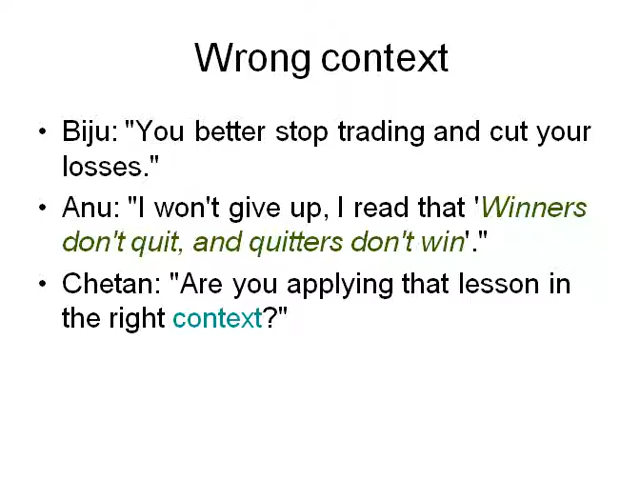 Wrong context
• Biju: "You better stop trading and cut your
losses."
• Anu: "I won't give up, I read that 'Winners
don't quit, and quitters don't win'."
• Chetan: "Are you applying that lesson in
the right context?"